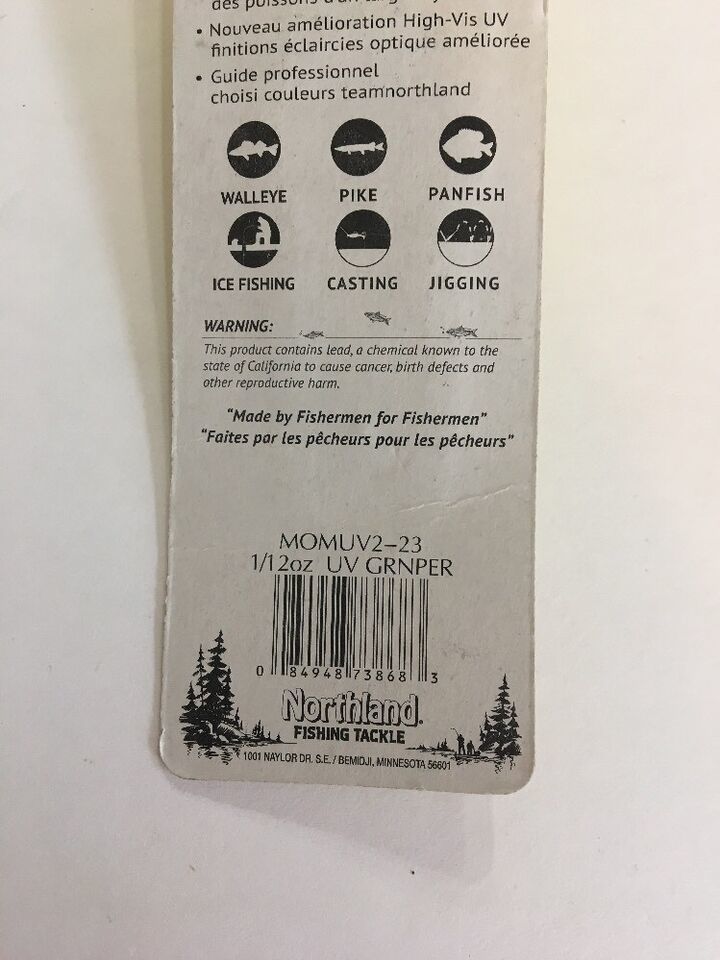 des poissons d'un
• Nouveau amélioration High-Vis UV
finitions éclaircies optique améliorée
• Guide professionnel
choisi couleurs teamnorthland
WALLEYE PIKE PANFISH
ICE FISHING CASTING JIGGING
WARNING:
This product contains lead, a chemical known to the
state of California to cause cancer, birth defects and
other reproductive harm.
“Made by Fishermen for Fishermen”
“Faites par les pêcheurs pour les pêcheurs”
MOMUV2-23
1/12oz UV GRNPER
0 84948 73868 3
Northland®
FISHING TACKLE
1001 NAYLOR DR. S.E. / BEMIDJI, MINNESOTA 56601